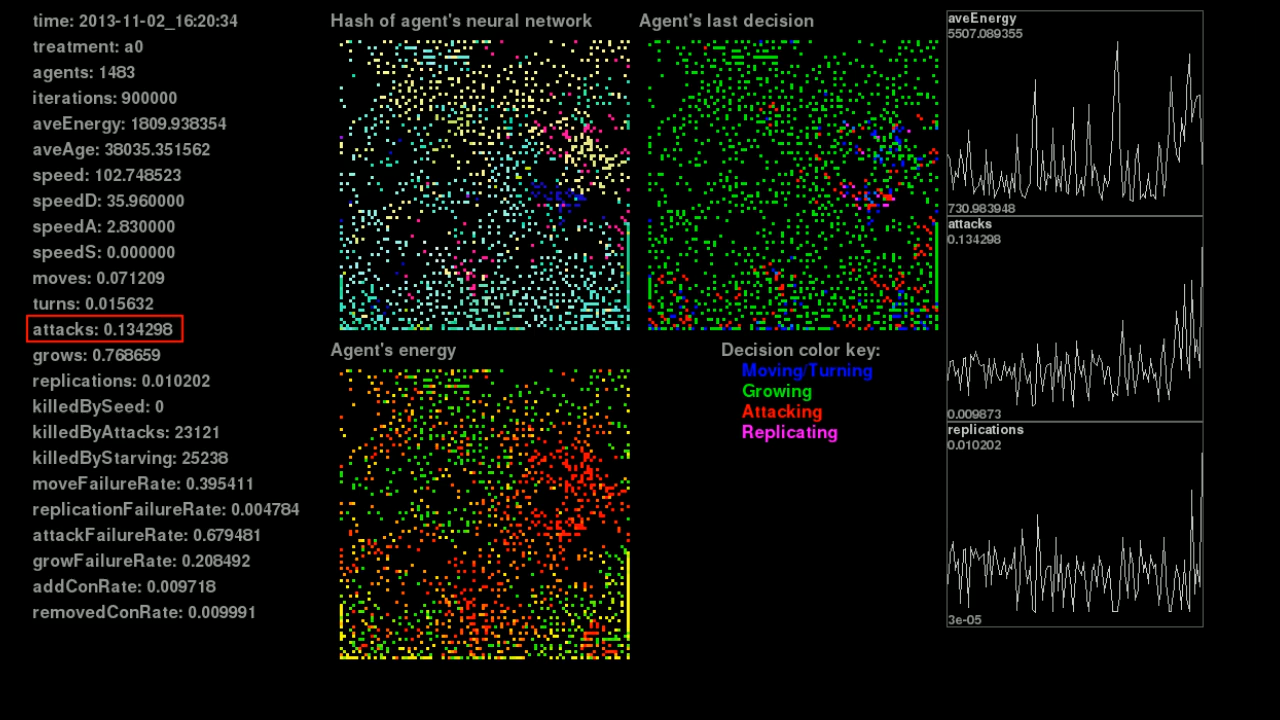 time: 2013-11-02_16:20:34
treatment: a0
agents: 1483
iterations: 900000
aveEnergy: 1809.938354
aveAge: 38035.351562
speed: 102.748523
speedD: 35.960000
speedA: 2.830000
speedS: 0.000000
moves: 0.071209
turns: 0.015632
attacks: 0.134298
grows: 0.768659
replications: 0.010202
killedBySeed: 0
killedByAttacks: 23121
killedByStarving: 25238
moveFailureRate: 0.395411
replicationFailureRate: 0.004784
attackFailureRate: 0.679481
growFailureRate: 0.208492
addConRate: 0.009718
removedConRate: 0.009991
Hash of agent's neural network
Agent's last decision
Agent's energy
Decision color key:
Moving/Turning
Growing
Attacking
Replicating
aveEnergy
5507.089355
730.983948
attacks
0.134298
0.009873
replications
0.010202
3e-05